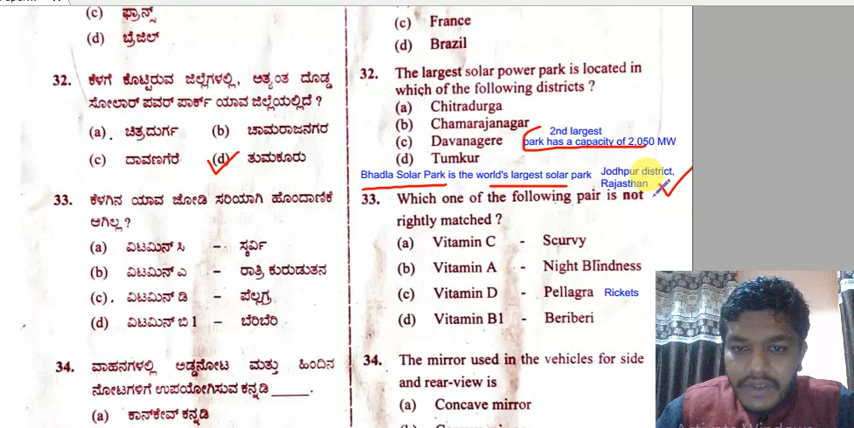 (c) ಫ್ರಾನ್ಸ್
(d) ಬ್ರೆಜಿಲ್
32. ಕೆಳಗೆ ಕೊಟ್ಟಿರುವ ಜಿಲ್ಲೆಗಳಲ್ಲಿ, ಅತ್ಯಂತ ದೊಡ್ಡ
ಸೋಲಾರ್ ಪವರ್ ಪಾರ್ಕ್ ಯಾವ ಜಿಲ್ಲೆಯಲ್ಲಿದೆ ?
(a) ಚಿತ್ರದುರ್ಗ (b) ಚಾಮರಾಜನಗರ
(c) ದಾವಣಗೆರೆ (d) ತುಮಕೂರು
33. ಕೆಳಗಿನ ಯಾವ ಜೋಡಿ ಸರಿಯಾಗಿ ಹೊಂದಾಣಿಕೆ
ಆಗಿಲ್ಲ ?
(a) ವಿಟಮಿನ್ ಸಿ – ಸ್ಕರ್ವಿ
(b) ವಿಟಮಿನ್ ಎ – ರಾತ್ರಿ ಕುರುಡುತನ
(c) ವಿಟಮಿನ್ ಡಿ – ಪೆಲ್ಲಗ್ರ
(d) ವಿಟಮಿನ್ ಬಿ 1 – ಬೆರಿಬೆರಿ
34. ವಾಹನಗಳಲ್ಲಿ ಅಡ್ಡನೋಟ ಮತ್ತು ಹಿಂದಿನ
ನೋಟಗಳಿಗೆ ಉಪಯೋಗಿಸುವ ಕನ್ನಡಿ ______.
(a) ಕಾನ್‌ಕೇವ್ ಕನ್ನಡಿ
(c) France
(d) Brazil
32. The largest solar power park is located in
which of the following districts ?
(a) Chitradurga
(b) Chamarajanagar
2nd largest
(c) Davanagere park has a capacity of 2,050 MW
(d) Tumkur
Bhadla Solar Park is the world's largest solar park Jodhpur district,
Rajasthan
33. Which one of the following pair is not
rightly matched ?
(a) Vitamin C - Scurvy
(b) Vitamin A - Night Blindness
(c) Vitamin D - Pellagra Rickets
(d) Vitamin B1 - Beriberi
34. The mirror used in the vehicles for side
and rear-view is
(a) Concave mirror